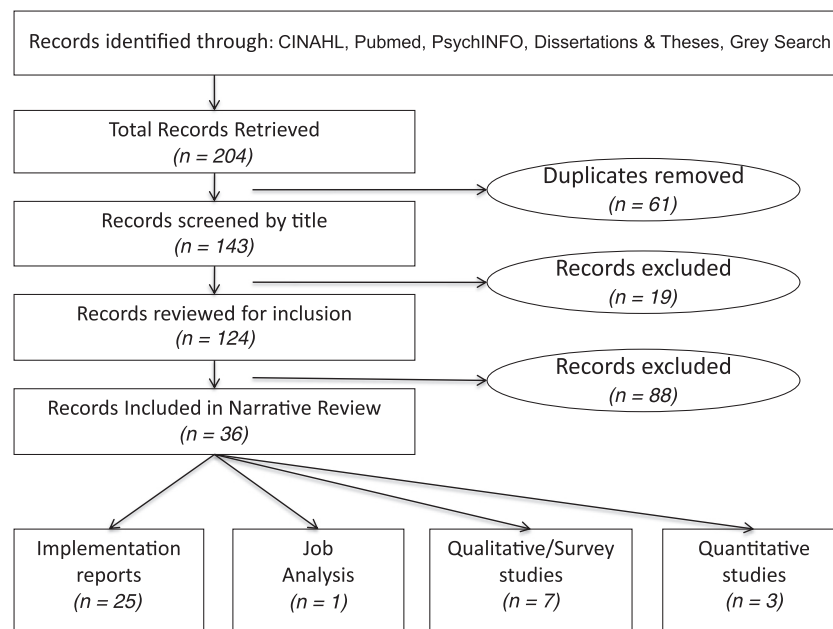 Records identified through: CINAHL, Pubmed, PsychINFO, Dissertations & Theses, Grey Search
Total Records Retrieved
(n = 204)
Duplicates removed
(n = 61)
Records screened by title
(n = 143)
Records excluded
(n = 19)
Records reviewed for inclusion
(n = 124)
Records excluded
(n = 88)
Records Included in Narrative Review
(n = 36)
Implementation
reports
(n = 25)
Job
Analysis
(n = 1)
Qualitative/Survey
studies
(n = 7)
Quantitative
studies
(n = 3)